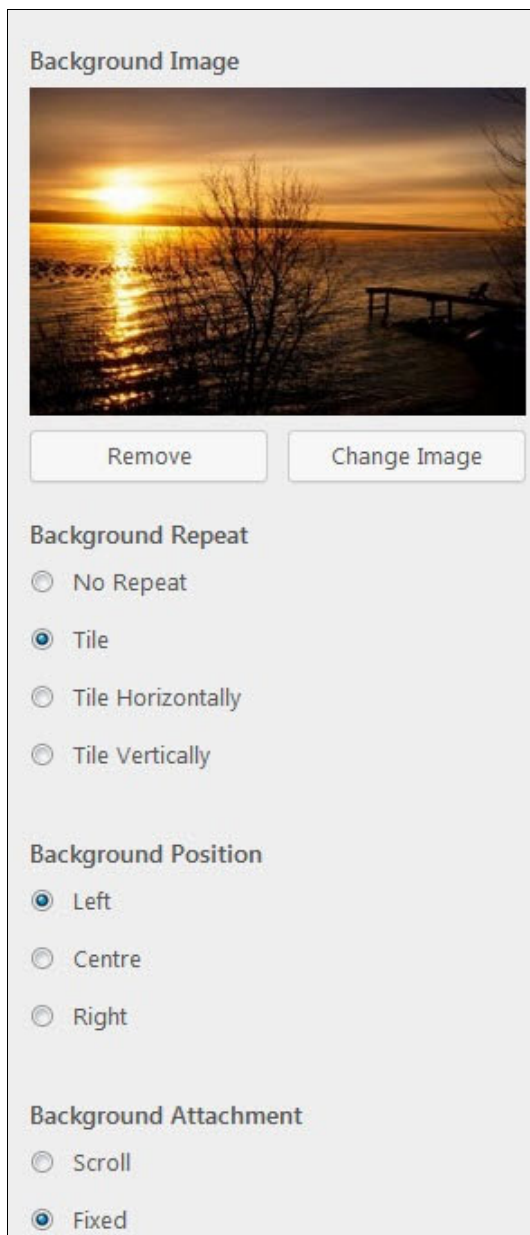 Background Image
Remove
Change Image
Background Repeat
No Repeat
Tile
Tile Horizontally
Tile Vertically
Background Position
Left
Centre
Right
Background Attachment
Scroll
Fixed